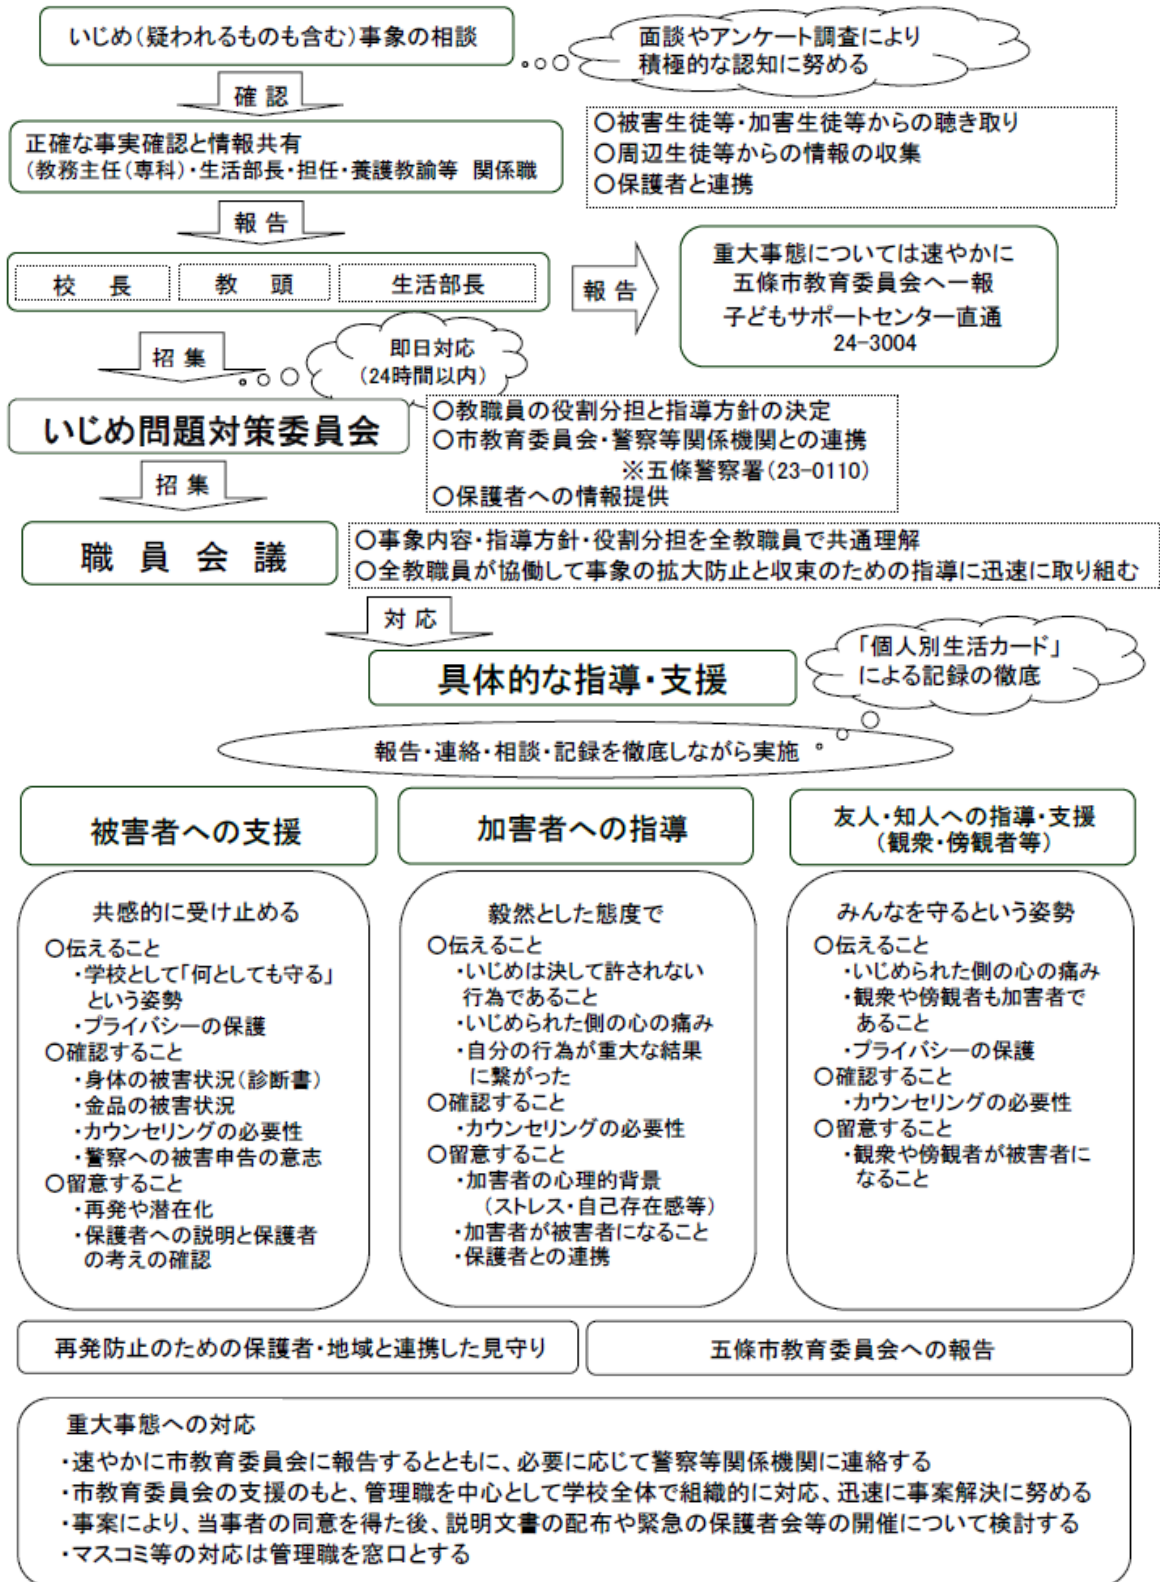 いじめ(疑われるものも含む)事象の相談
面談やアンケート調査により
積極的な認知に努める
確 認
正確な事実確認と情報共有
(教務主任(専科)・生活部長・担任・養護教諭等 関係職
○被害生徒等・加害生徒等からの聴き取り
○周辺生徒等からの情報の収集
○保護者と連携
報 告
校 長
教 頭
生活部長
報 告
重大事態については速やかに
五條市教育委員会へ一報
子どもサポートセンター直通
24-3004
招 集
即日対応
(24時間以内)
いじめ問題対策委員会
○教職員の役割分担と指導方針の決定
○市教育委員会・警察等関係機関との連携
※五條警察署(23-0110)
○保護者への情報提供
招 集
職 員 会 議
○事象内容・指導方針・役割分担を全教職員で共通理解
○全教職員が協働して事象の拡大防止と収束のための指導に迅速に取り組む
対 応
具体的な指導・支援
「個人別生活カード」
による記録の徹底
報告・連絡・相談・記録を徹底しながら実施
被害者への支援
共感的に受け止める
○伝えること
・学校として「何としても守る」
という姿勢
・プライバシーの保護
○確認すること
・身体の被害状況(診断書)
・金品の被害状況
・カウンセリングの必要性
・警察への被害申告の意志
○留意すること
・再発や潜在化
・保護者への説明と保護者
の考えの確認
加害者への指導
毅然とした態度で
○伝えること
・いじめは決して許されない
行為であること
・いじめられた側の心の痛み
・自分の行為が重大な結果
に繋がった
○確認すること
・カウンセリングの必要性
○留意すること
・加害者の心理的背景
(ストレス・自己存在感等)
・加害者が被害者になること
・保護者との連携
友人・知人への指導・支援
(観衆・傍観者等)
みんなを守るという姿勢
○伝えること
・いじめられた側の心の痛み
・観衆や傍観者も加害者で
あること
・プライバシーの保護
○確認すること
・カウンセリングの必要性
○留意すること
・観衆や傍観者が被害者に
なること
再発防止のための保護者・地域と連携した見守り
五條市教育委員会への報告
重大事態への対応
・速やかに市教育委員会に報告するとともに、必要に応じて警察等関係機関に連絡する
・市教育委員会の支援のもと、管理職を中心として学校全体で組織的に対応、迅速に事案解決に努める
・事案により、当事者の同意を得た後、説明文書の配布や緊急の保護者会等の開催について検討する
・マスコミ等の対応は管理職を窓口とする